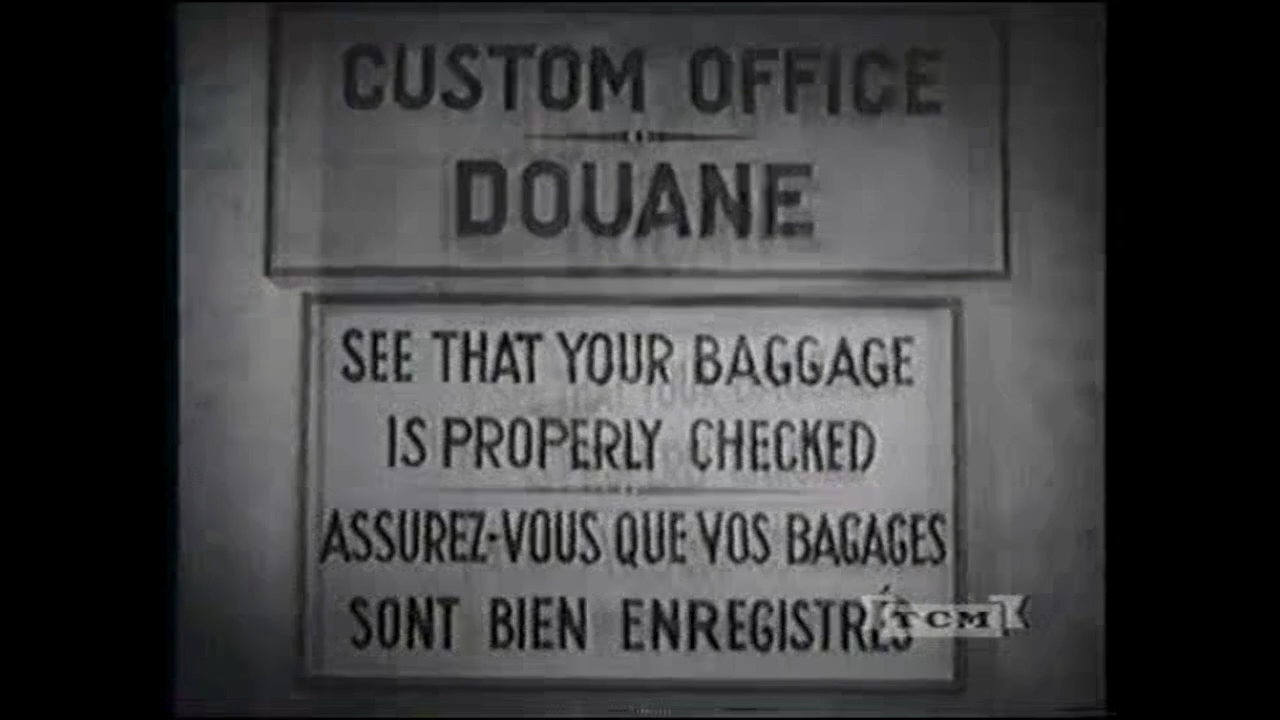 CUSTOM OFFICE
DOUANE
SEE THAT YOUR BAGGAGE
IS PROPERLY CHECKED
ASSUREZ-VOUS QUE VOS BAGAGES
SONT BIEN ENREGISTRÉS
TCM